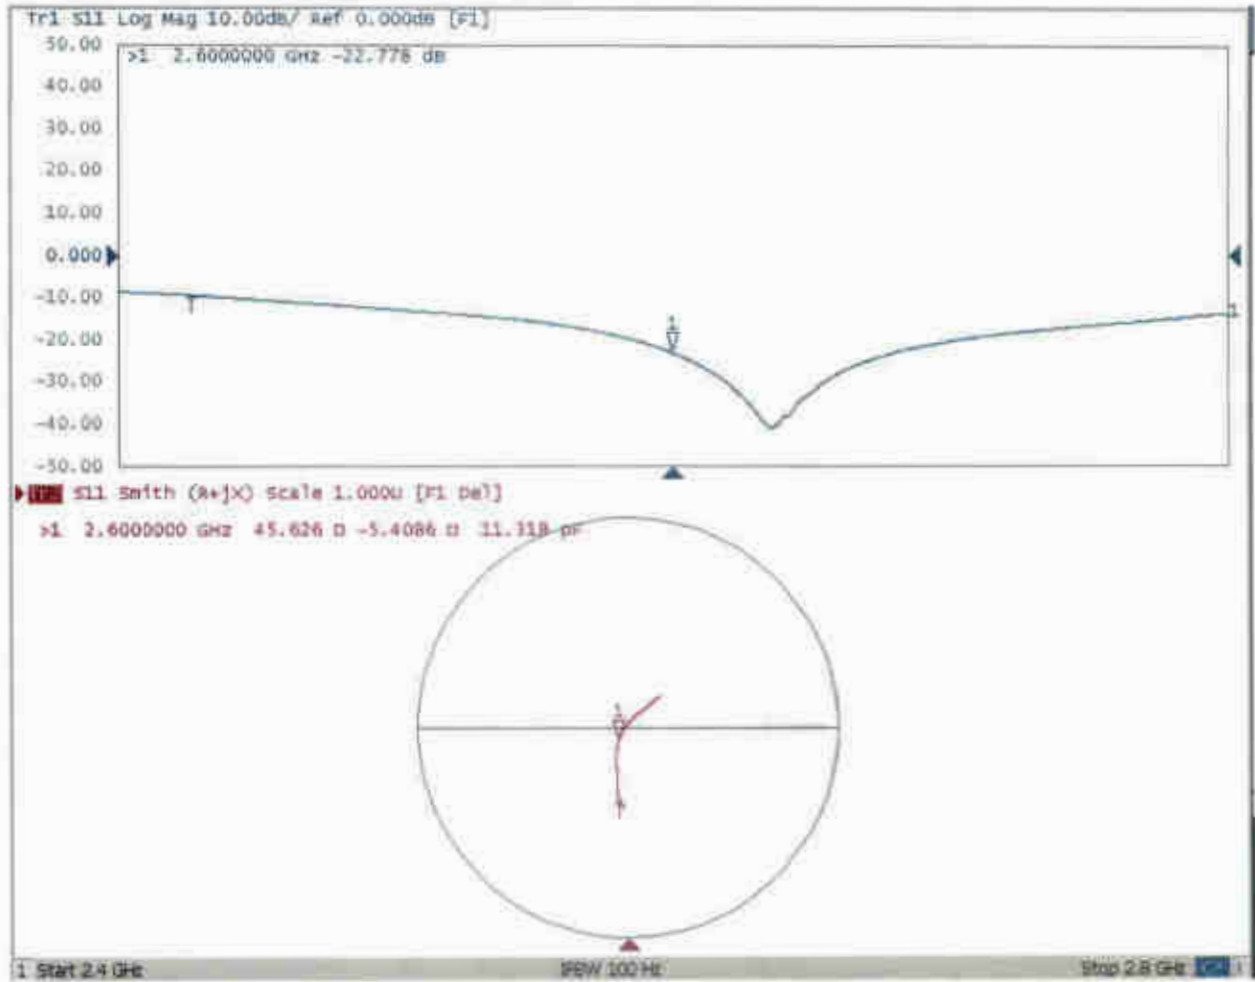 Tr1 S11 Log Mag 10.00dB/ Ref 0.000dB [F1]
50.00
>1 2.6000000 GHz -22.778 dB
40.00
30.00
20.00
10.00
0.000
-10.00
-20.00
-30.00
-40.00
-50.00
1
1
S11 Smith (R+jX) Scale 1.000U [F1 Del]
>1 2.6000000 GHz 45.626 Ω -5.4086 Ω 11.318 pF
1
1 Start 2.4 GHz IFBW 100 Hz Stop 2.8 GHz